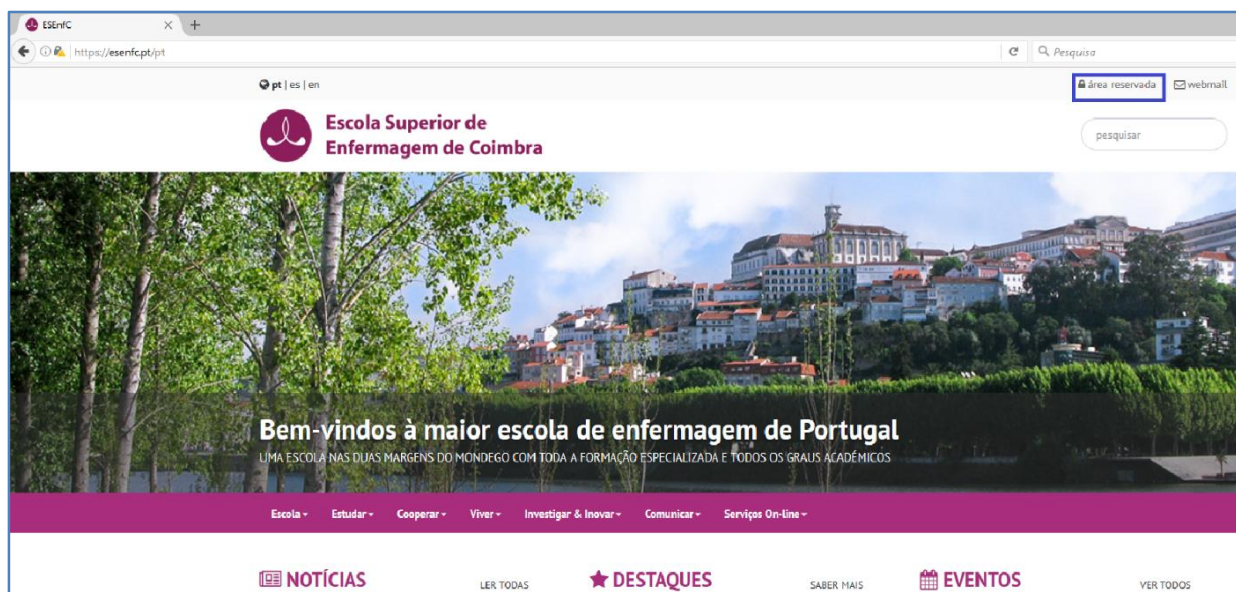 ESEnfC
https://esenfc.pt/pt
Pesquisa
pt | es | en
área reservada
webmail
Escola Superior de
Enfermagem de Coimbra
pesquisar
Bem-vindos à maior escola de enfermagem de Portugal
UMA ESCOLA NAS DUAS MARGENS DO MONDEGO COM TODA A FORMAÇÃO ESPECIALIZADA E TODOS OS GRAUS ACADÉMICOS
Escola Estudar Cooperar Viver Investigar & Inovar Comunicar Serviços On-line
NOTÍCIAS LER TODAS DESTAQUES SABER MAIS EVENTOS VER TODOS